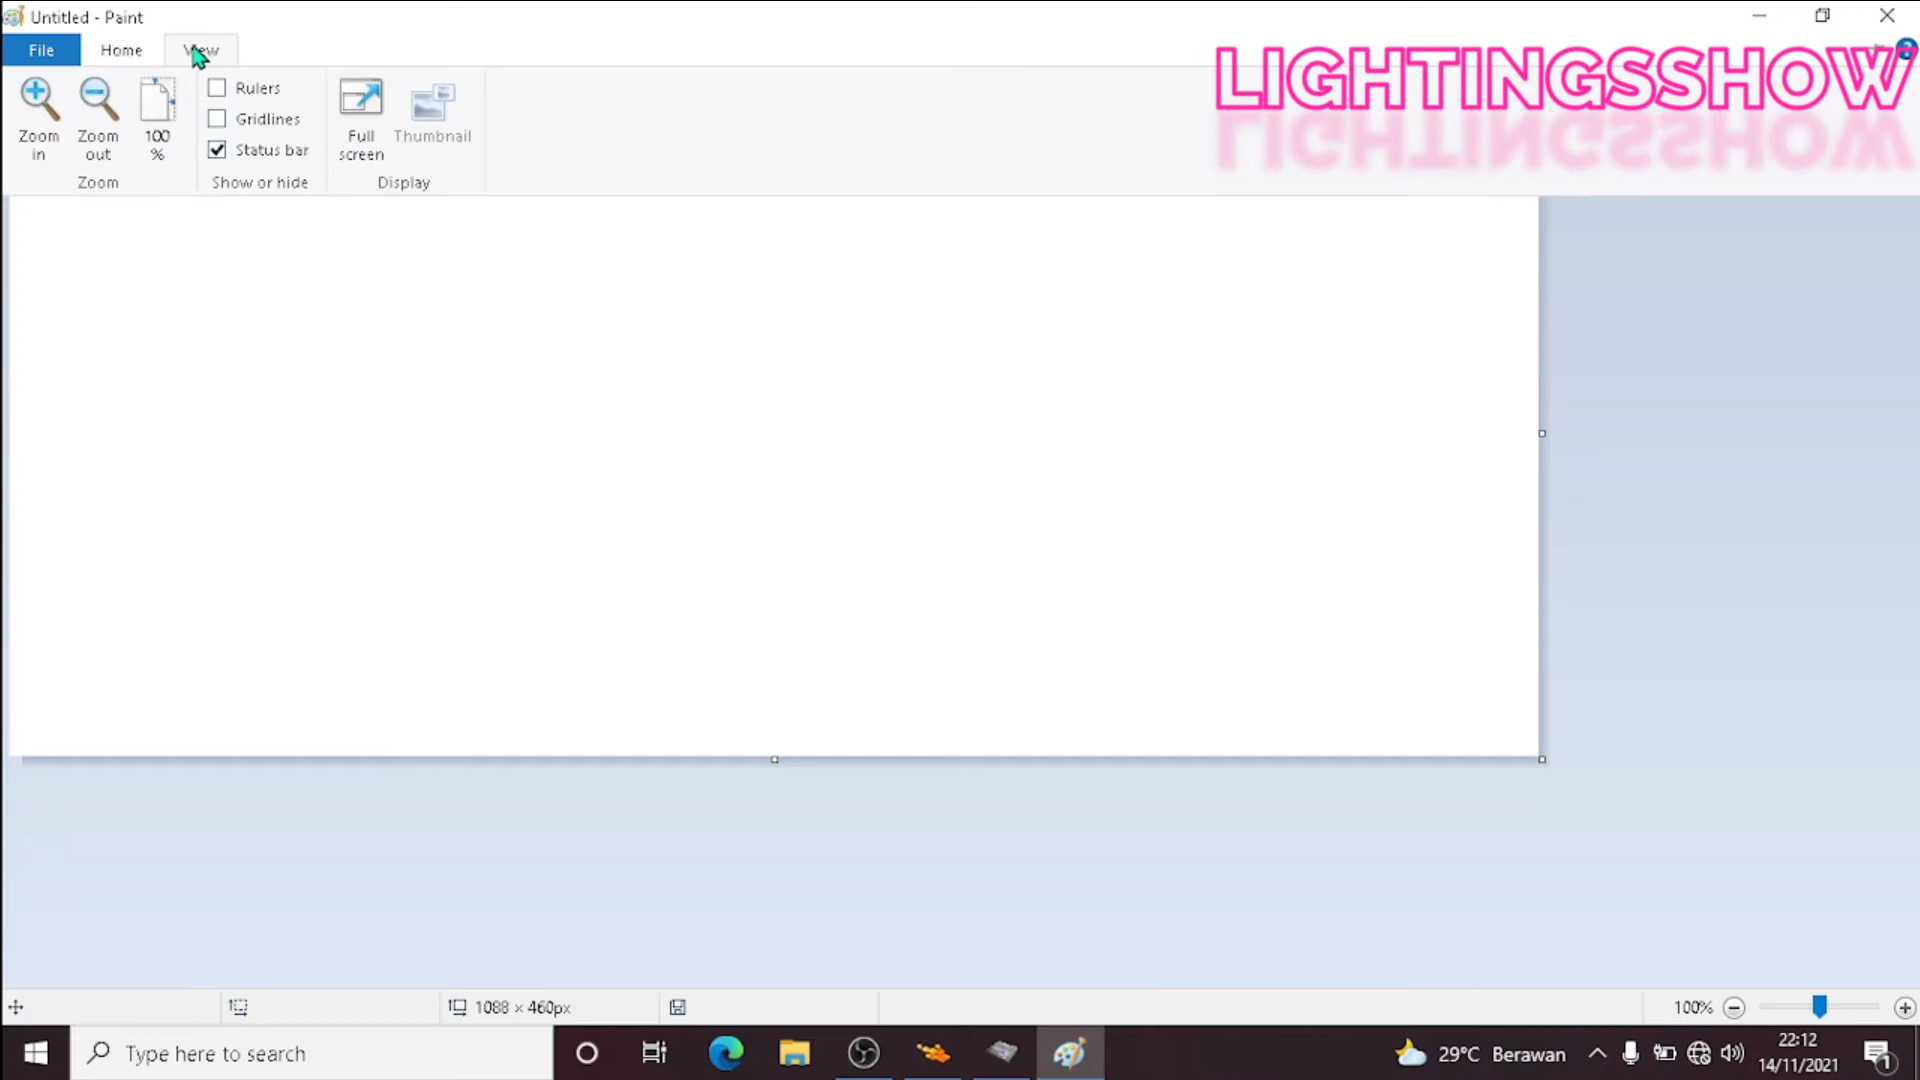 Untitled - Paint
File Home View
LIGHTINGSSHOW
Zoom in
Zoom out
100 %
Rulers
Gridlines
Status bar
Full screen
Thumbnail
Zoom
Show or hide
Display
1088 × 460px
100%
Type here to search
29°C Berawan
22:12
14/11/2021
1